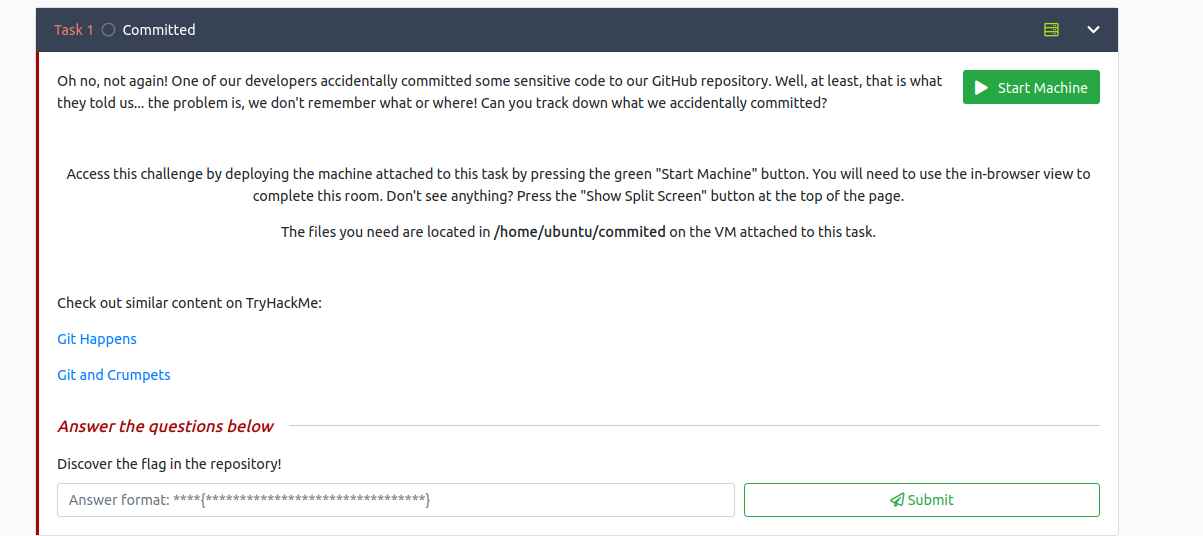 Task 1 Committed
Oh no, not again! One of our developers accidentally committed some sensitive code to our GitHub repository. Well, at least, that is what
they told us... the problem is, we don't remember what or where! Can you track down what we accidentally committed?
Start Machine
Access this challenge by deploying the machine attached to this task by pressing the green "Start Machine" button. You will need to use the in-browser view to
complete this room. Don't see anything? Press the "Show Split Screen" button at the top of the page.
The files you need are located in /home/ubuntu/commited on the VM attached to this task.
Check out similar content on TryHackMe:
Git Happens
Git and Crumpets
Answer the questions below
Discover the flag in the repository!
Answer format: ****{********************************}
Submit